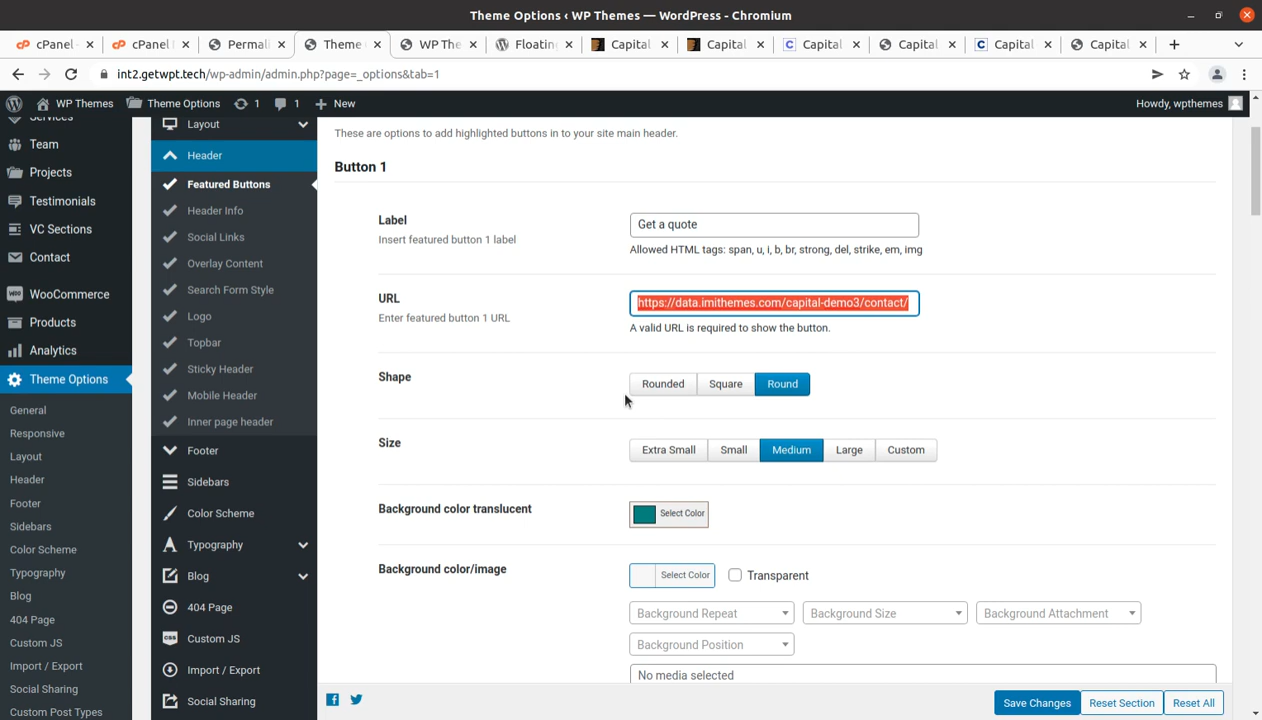 Theme Options ‹ WP Themes — WordPress - Chromium
cPanel -
cPanel F
Permali
Theme
WP The
Floatin
Capital
Capital
Capital
Capital
Capital
Capital
int2.getwpt.tech/wp-admin/admin.php?page=_options&tab=1
WP Themes
Theme Options
1
1
New
Howdy, wpthemes
Services
Team
Projects
Testimonials
VC Sections
Contact
WooCommerce
Products
Analytics
Theme Options
General
Responsive
Layout
Header
Footer
Sidebars
Color Scheme
Typography
Blog
404 Page
Custom JS
Import / Export
Social Sharing
Custom Post Types
Layout
Header
Featured Buttons
Header Info
Social Links
Overlay Content
Search Form Style
Logo
Topbar
Sticky Header
Mobile Header
Inner page header
Footer
Sidebars
Color Scheme
Typography
Blog
404 Page
CSS
Custom JS
Import / Export
Social Sharing
These are options to add highlighted buttons in to your site main header.
Button 1
Label
Insert featured button 1 label
Get a quote
Allowed HTML tags: span, u, i, b, br, strong, del, strike, em, img
URL
Enter featured button 1 URL
https://data.imithemes.com/capital-demo3/contact/
A valid URL is required to show the button.
Shape
Rounded Square Round
Size
Extra Small Small Medium Large Custom
Background color translucent
Select Color
Background color/image
Select Color
Transparent
Background Repeat
Background Size
Background Attachment
Background Position
No media selected
Save Changes
Reset Section
Reset All